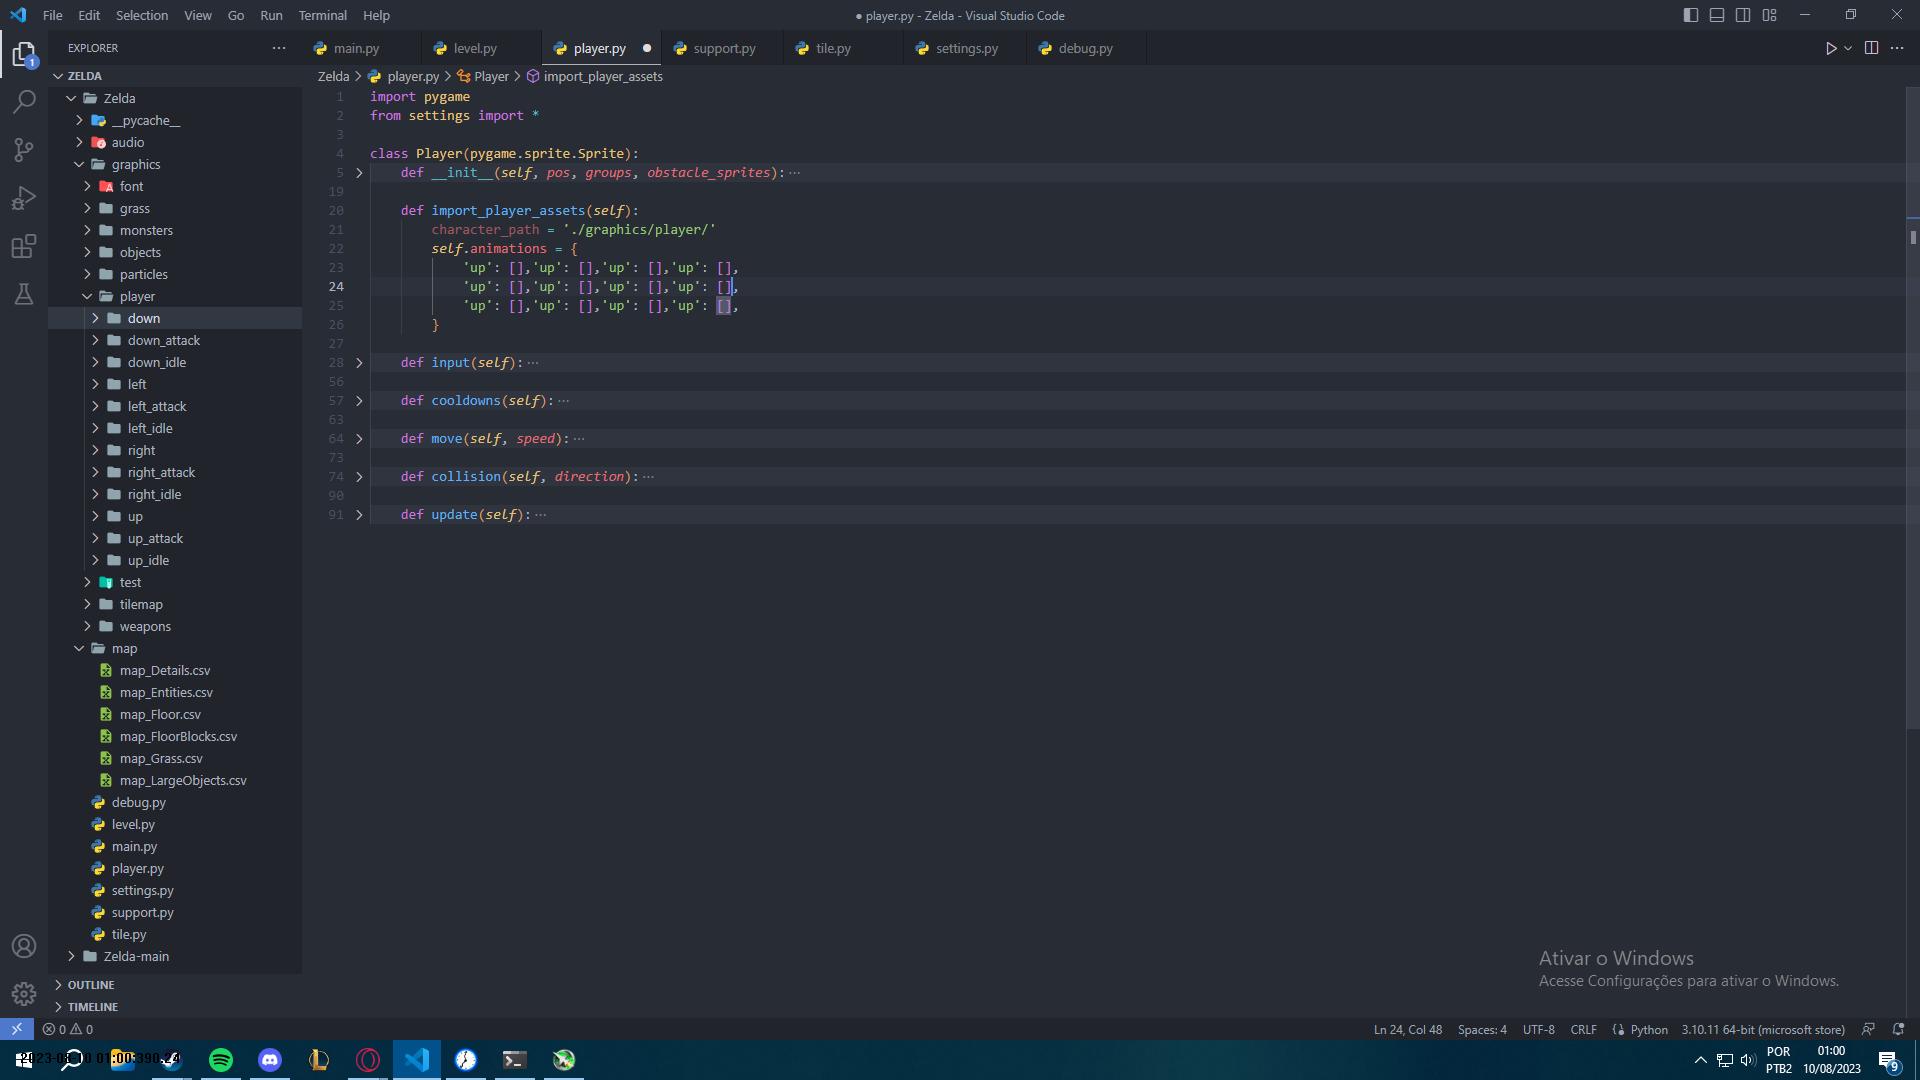 File Edit Selection View Go Run Terminal Help
● player.py - Zelda - Visual Studio Code
EXPLORER
main.py level.py player.py support.py tile.py settings.py debug.py
ZELDA
Zelda > player.py > Player > import_player_assets
Zelda
__pycache__
audio
graphics
font
grass
monsters
objects
particles
player
down
down_attack
down_idle
left
left_attack
left_idle
right
right_attack
right_idle
up
up_attack
up_idle
test
tilemap
weapons
map
map_Details.csv
map_Entities.csv
map_Floor.csv
map_FloorBlocks.csv
map_Grass.csv
map_LargeObjects.csv
debug.py
level.py
main.py
player.py
settings.py
support.py
tile.py
Zelda-main
OUTLINE
TIMELINE
1 import pygame
2 from settings import *
3
4 class Player(pygame.sprite.Sprite):
5 def __init__(self, pos, groups, obstacle_sprites): ···
19
20 def import_player_assets(self):
21 character_path = './graphics/player/'
22 self.animations = {
23 'up': [],'up': [],'up': [],'up': [],
24 'up': [],'up': [],'up': [],'up': [],
25 'up': [],'up': [],'up': [],'up': [],
26 }
27
28 def input(self): ···
56
57 def cooldowns(self): ···
63
64 def move(self, speed): ···
73
74 def collision(self, direction): ···
90
91 def update(self): ···
Ativar o Windows
Acesse Configurações para ativar o Windows.
0 0
Ln 24, Col 48 Spaces: 4 UTF-8 CRLF Python 3.10.11 64-bit (microsoft store)
1
POR
PTB2
01:00
10/08/2023
9